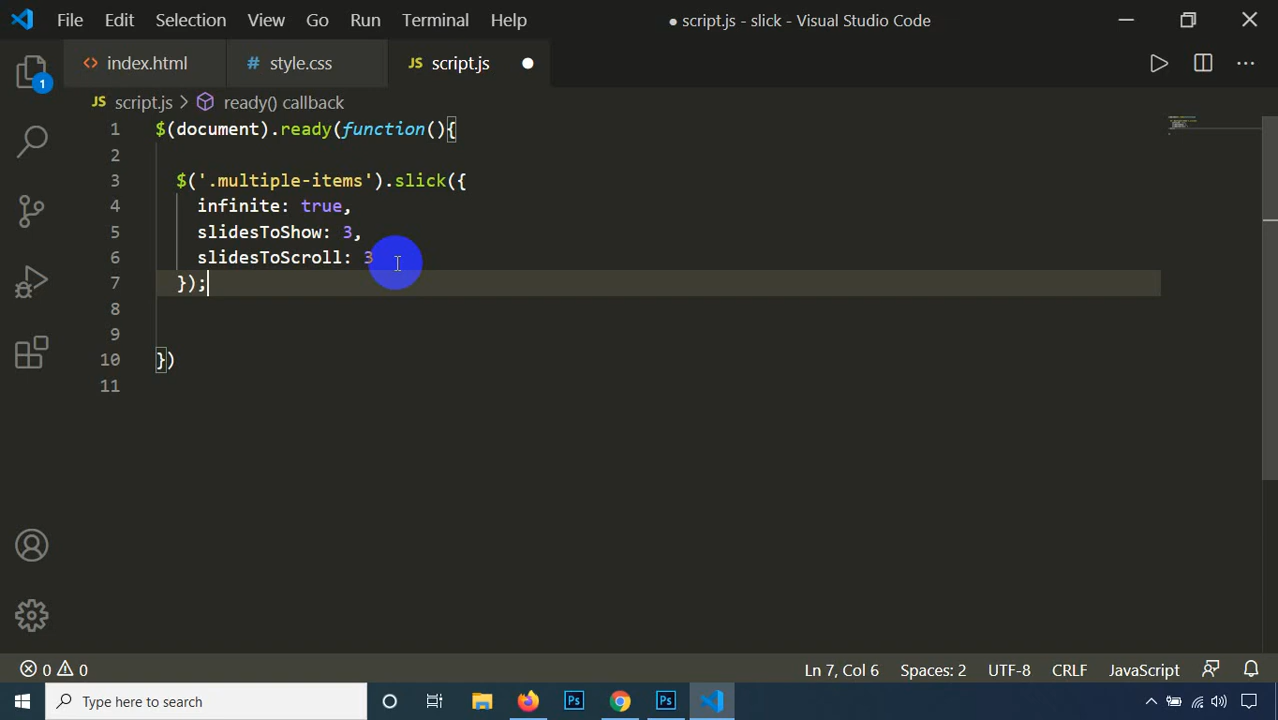 File Edit Selection View Go Run Terminal Help ● script.js - slick - Visual Studio Code
<> index.html # style.css JS script.js ●
1
JS script.js > ready() callback
1 $(document).ready(function(){
2
3 $('.multiple-items').slick({
4 infinite: true,
5 slidesToShow: 3,
6 slidesToScroll: 3
7 });
8
9
10 })
11
0 0 Ln 7, Col 6 Spaces: 2 UTF-8 CRLF JavaScript
Type here to search Ps Ps